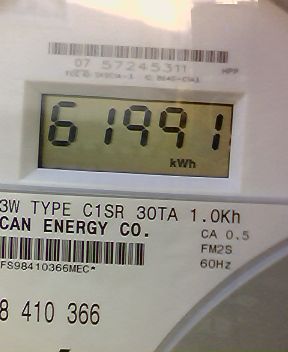 07 57245311 HPP
61991
kWh
3W TYPE C1SR 30TA 1.0Kh
CAN ENERGY CO. CA 0.5
FM2S
60Hz
FS98410366MEC*
8 410 366